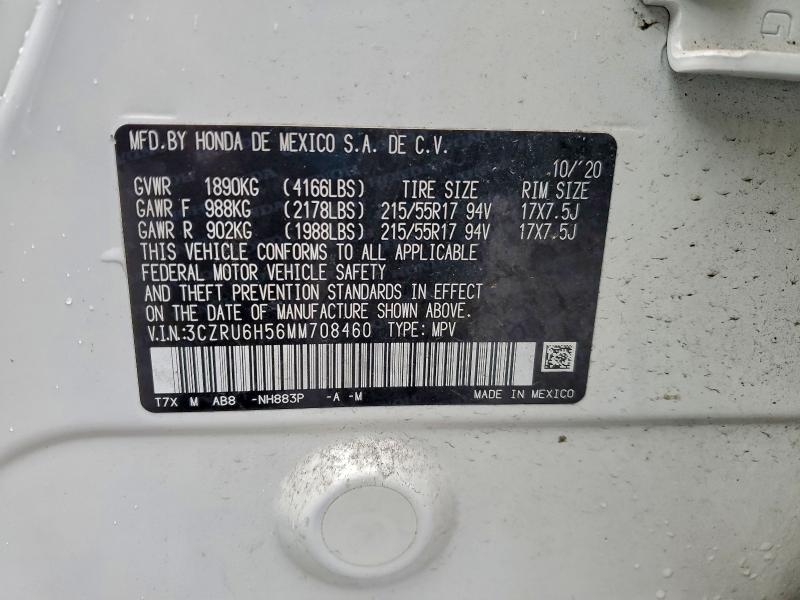 MFD.BY HONDA DE MEXICO S.A. DE C.V.
10/'20
GVWR 1890KG (4166LBS) TIRE SIZE RIM SIZE
GAWR F 988KG (2178LBS) 215/55R17 94V 17X7.5J
GAWR R 902KG (1988LBS) 215/55R17 94V 17X7.5J
THIS VEHICLE CONFORMS TO ALL APPLICABLE
FEDERAL MOTOR VEHICLE SAFETY
AND THEFT PREVENTION STANDARDS IN EFFECT
ON THE DATE OF MANUFACTURE SHOWN ABOVE.
V.I.N.:3CZRU6H56MM708460 TYPE: MPV
T7X M AB8 -NH883P -A -M MADE IN MEXICO